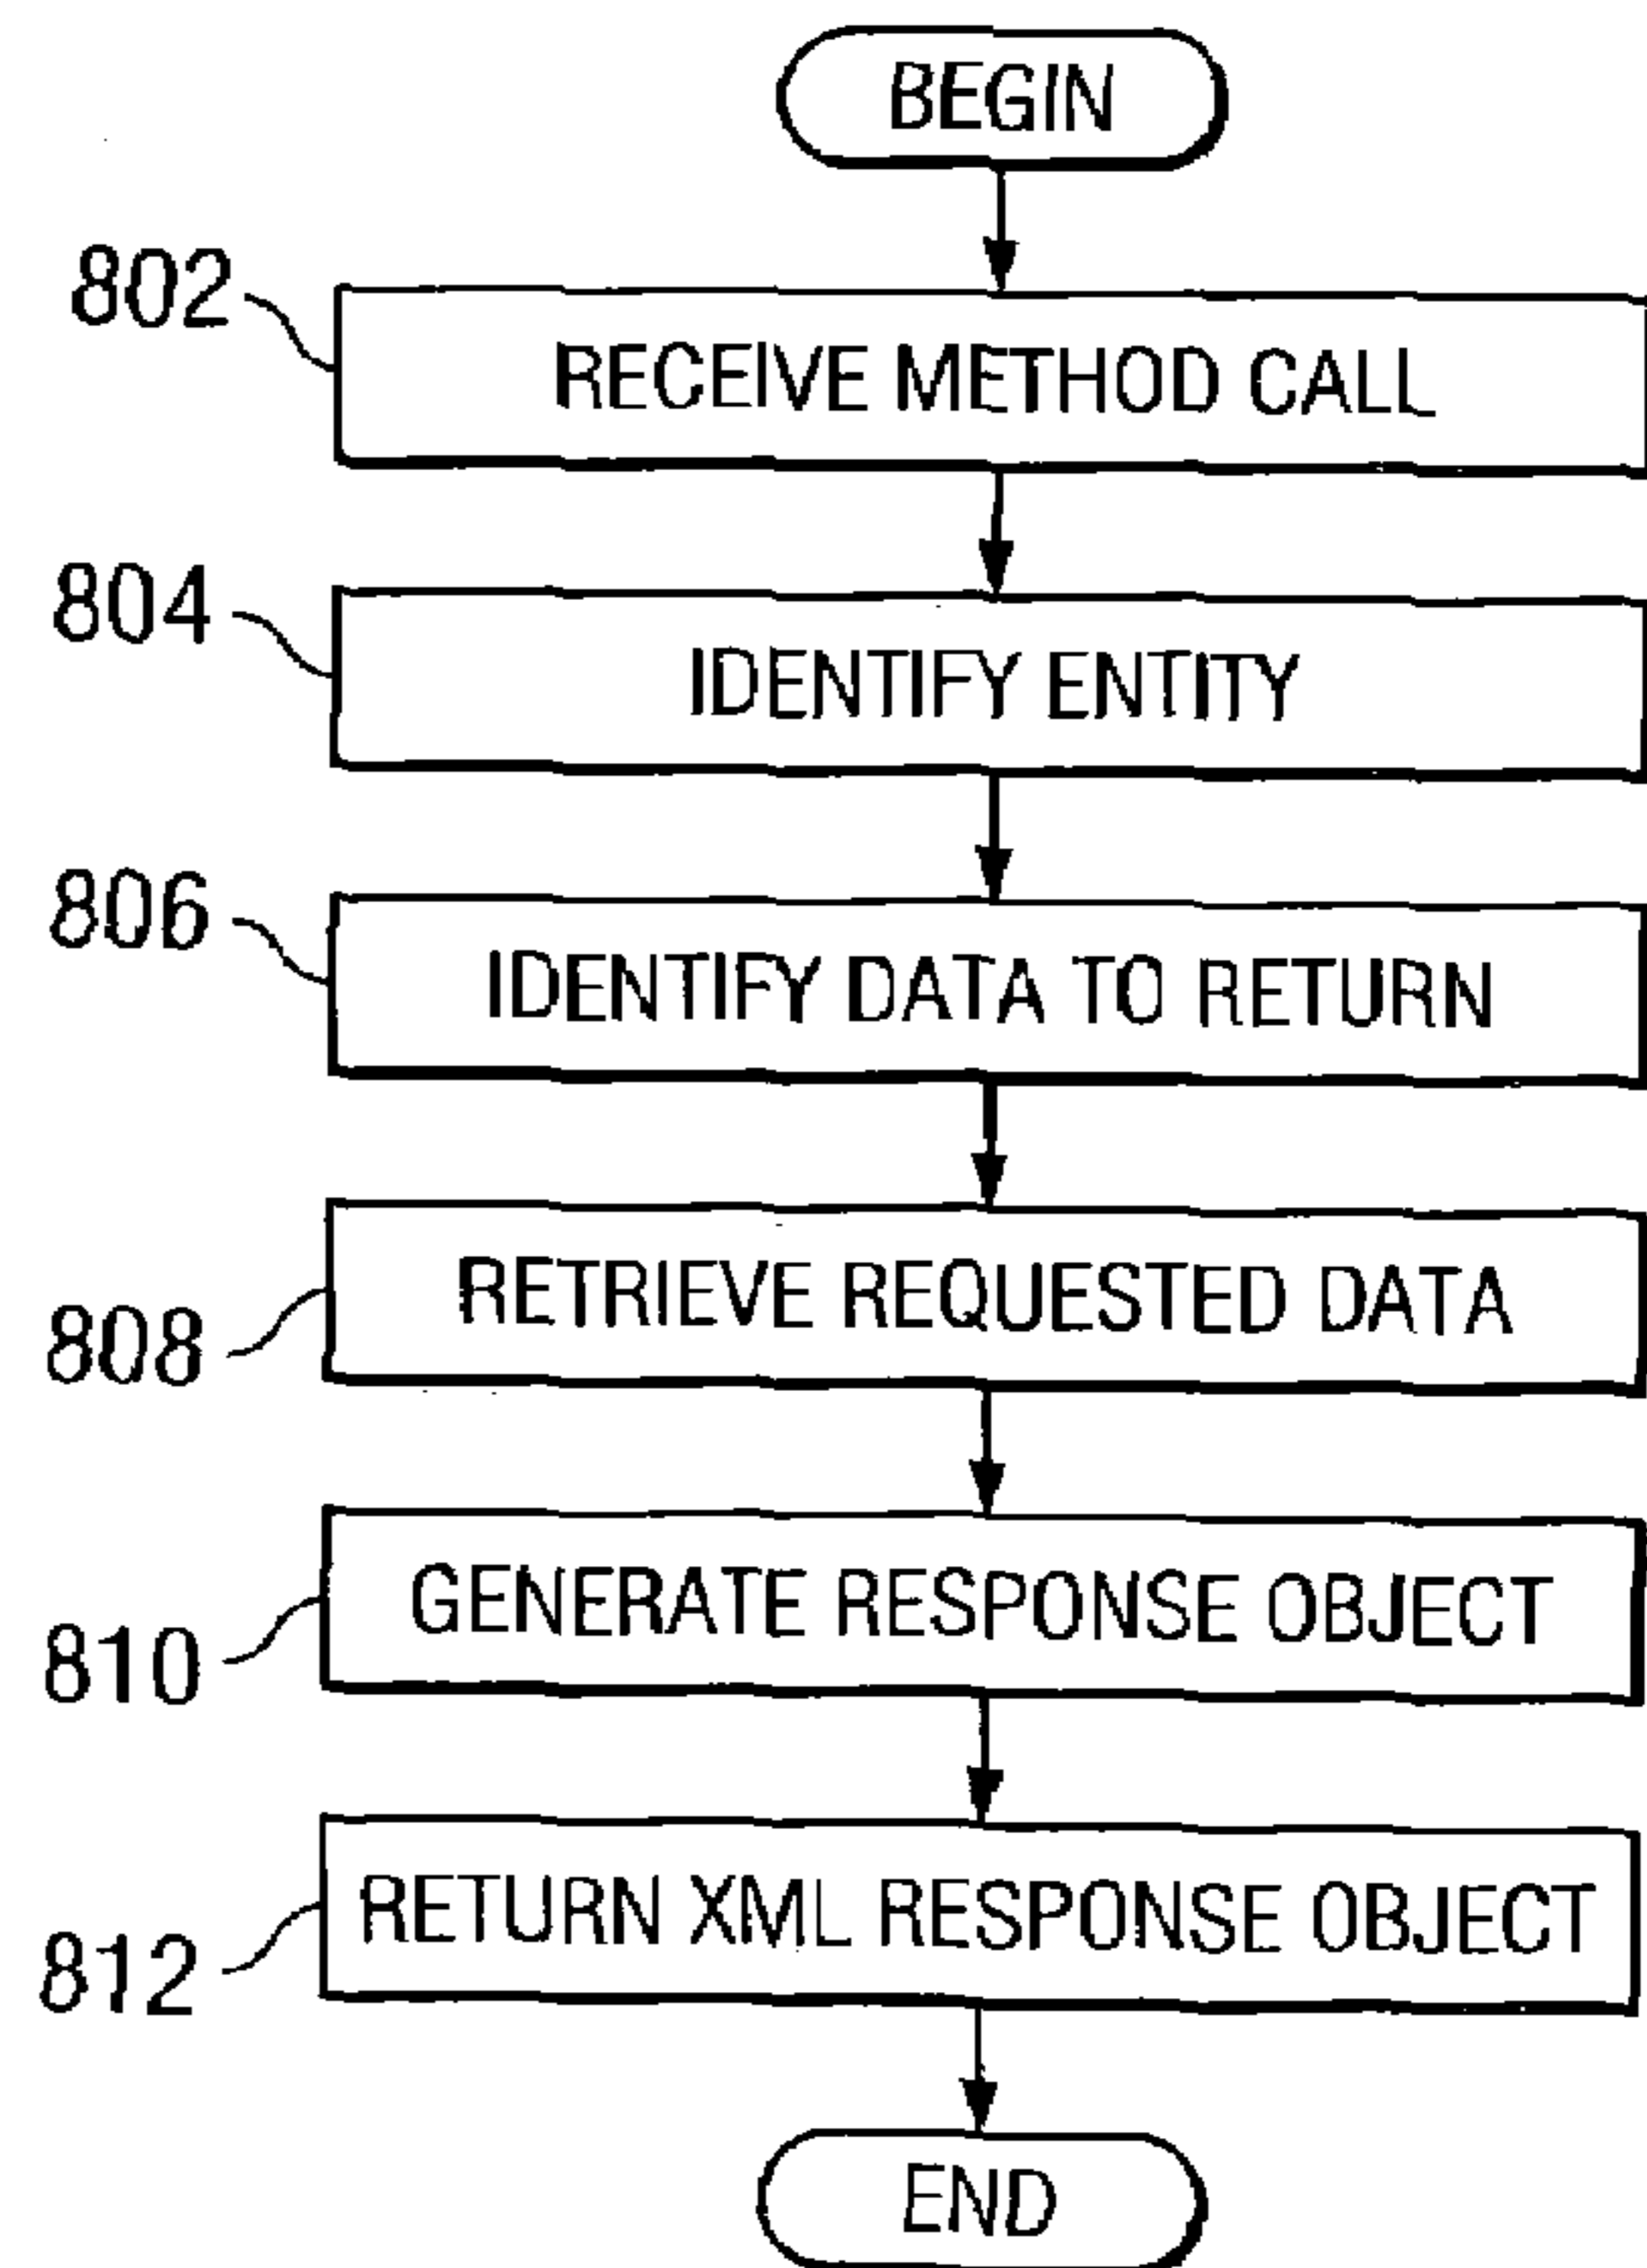 BEGIN
802
RECEIVE METHOD CALL
804
IDENTIFY ENTITY
806
IDENTIFY DATA TO RETURN
808
RETRIEVE REQUESTED DATA
810
GENERATE RESPONSE OBJECT
812
RETURN XML RESPONSE OBJECT
END